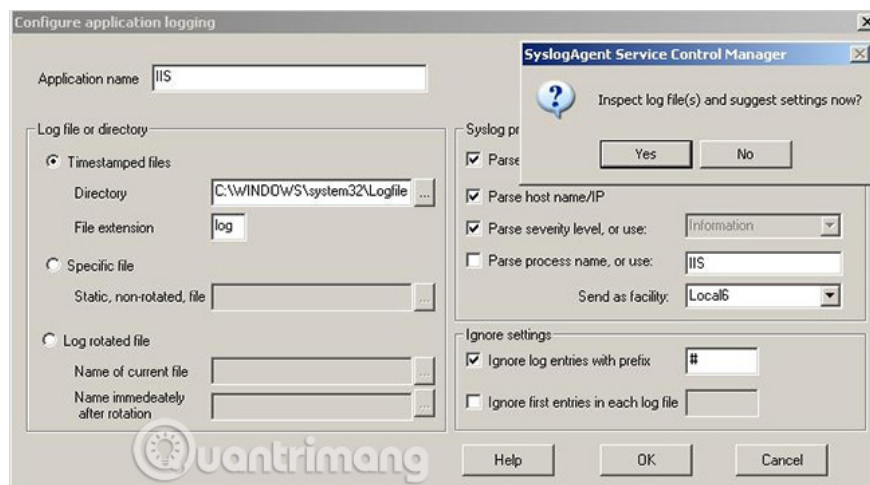 Configure application logging
Application name IIS
SyslogAgent Service Control Manager
Inspect log file(s) and suggest settings now?
Yes No
Log file or directory
Timestamped files
Directory C:\WINDOWS\system32\Logfile ...
File extension log
Specific file
Static, non-rotated, file ...
Log rotated file
Name of current file ...
Name immedeately
after rotation ...
Syslog pr
Parse
Parse host name/IP
Parse severity level, or use: Information
Parse process name, or use: IIS
Send as facility: Local6
Ignore settings
Ignore log entries with prefix #
Ignore first entries in each log file
Help OK Cancel
Quantrimang